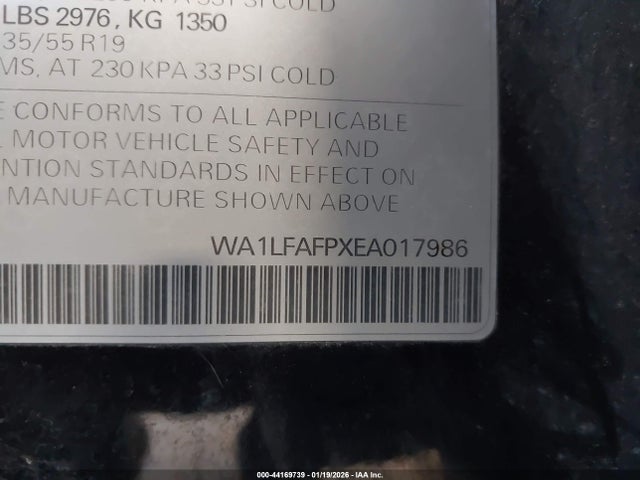 PSI COLD
LBS 2976, KG 1350
35/55 R19
MS, AT 230 KPA 33 PSI COLD
E CONFORMS TO ALL APPLICABLE
L MOTOR VEHICLE SAFETY AND
NTION STANDARDS IN EFFECT ON
MANUFACTURE SHOWN ABOVE
WA1LFAFPXEA017986
000-44169739 - 01/19/2026 - IAA Inc.